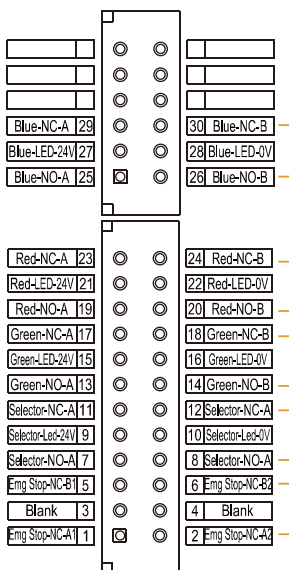 Blue-NC-A 29 30 Blue-NC-B
Blue-LED-24V 27 28 Blue-LED-0V
Blue-NO-A 25 26 Blue-NO-B
Red-NC-A 23 24 Red-NC-B
Red-LED-24V 21 22 Red-LED-0V
Red-NO-A 19 20 Red-NO-B
Green-NC-A 17 18 Green-NC-B
Green-LED-24V 15 16 Green-LED-0V
Green-NO-A 13 14 Green-NO-B
Selector-NC-A 11 12 Selector-NC-A
Selector-Led-24V 9 10 Selector-Led-0V
Selector-NO-A 7 8 Selector-NO-A
Emg Stop-NC-B1 5 6 Emg Stop-NC-B2
Blank 3 4 Blank
Emg Stop-NC-A1 1 2 Emg Stop-NC-A2